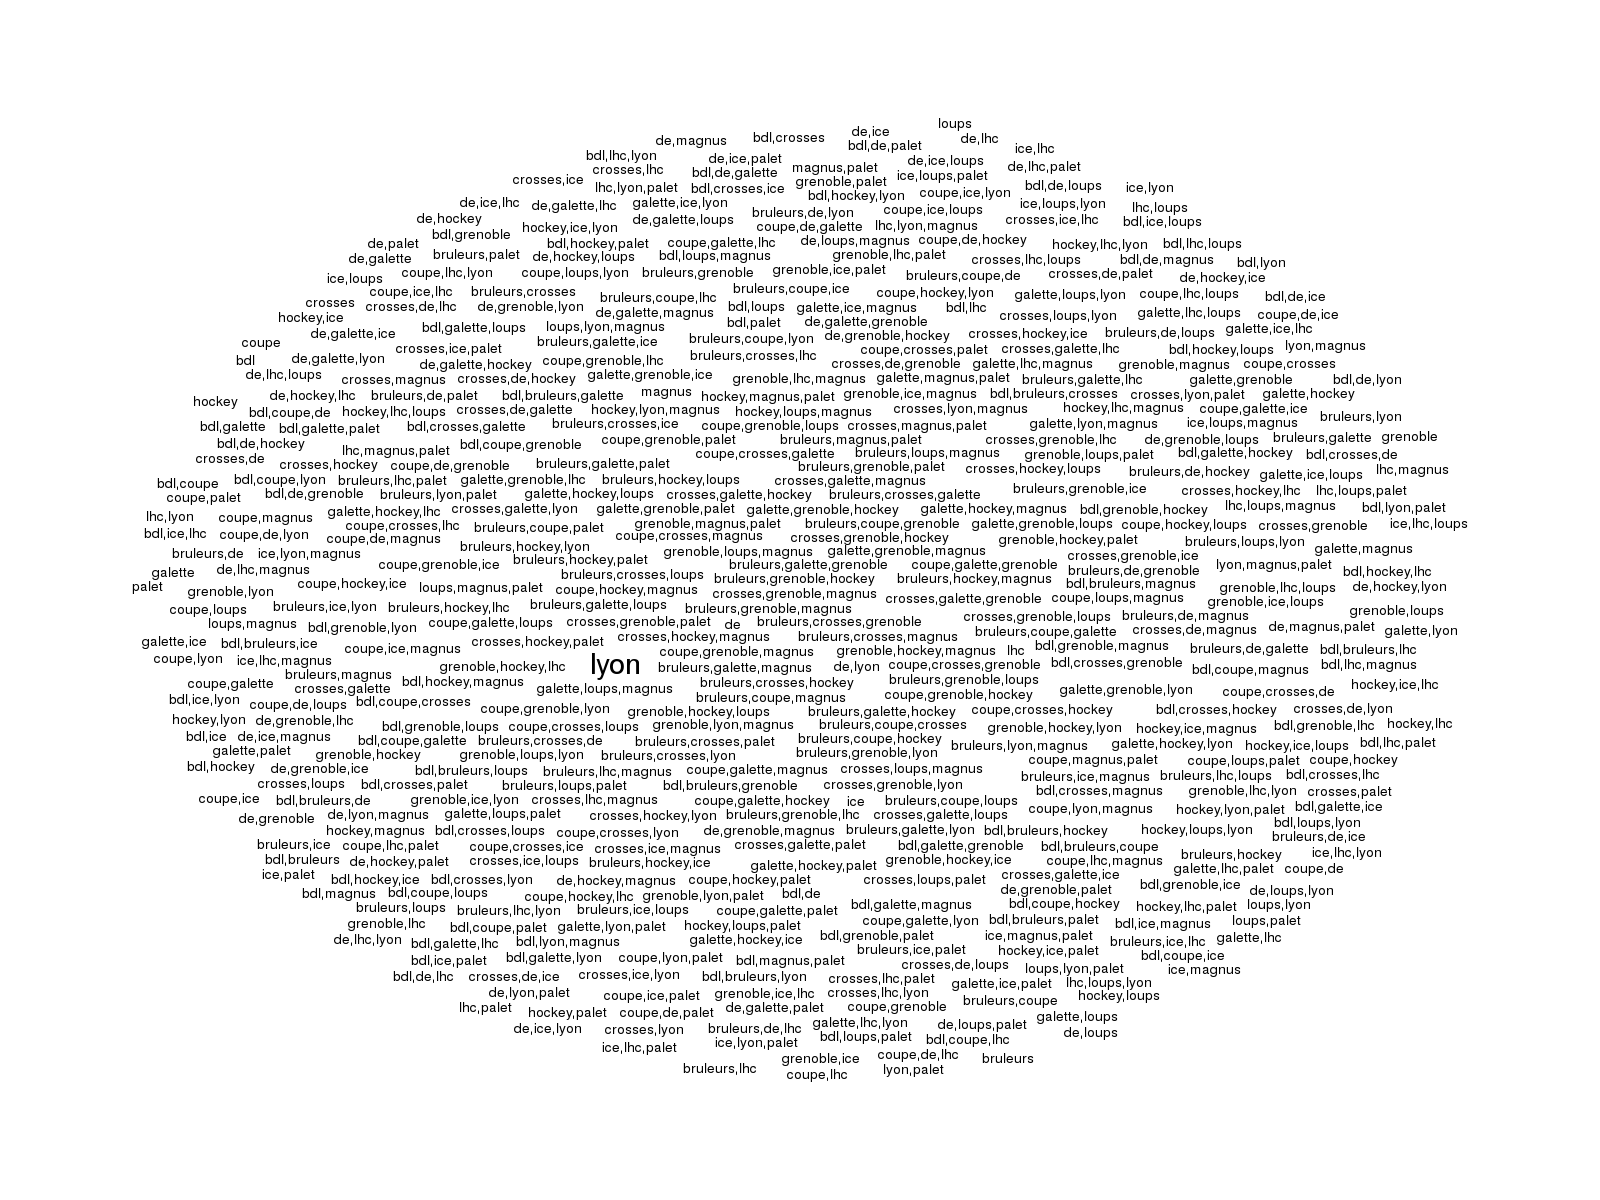 loups
de,magnus bdl,crosses de,ice de,lhc
bdl,de,palet ice,lhc
bdl,lhc,lyon de,ice,palet de,ice,loups
crosses,lhc bdl,de,galette magnus,palet ice,loups,palet de,lhc,palet
crosses,ice lhc,lyon,palet bdl,crosses,ice grenoble,palet bdl,de,loups ice,lyon
de,ice,lhc de,galette,lhc galette,ice,lyon bdl,hockey,lyon coupe,ice,lyon ice,loups,lyon lhc,loups
de,hockey hockey,ice,lyon de,galette,loups bruleurs,de,lyon coupe,ice,loups crosses,ice,lhc bdl,ice,loups
bdl,grenoble coupe,de,galette lhc,lyon,magnus
de,palet bdl,hockey,palet coupe,galette,lhc de,loups,magnus coupe,de,hockey hockey,lhc,lyon bdl,lhc,loups
de,galette bruleurs,palet de,hockey,loups bdl,loups,magnus grenoble,lhc,palet crosses,lhc,loups bdl,de,magnus bdl,lyon
ice,loups coupe,lhc,lyon coupe,loups,lyon bruleurs,grenoble grenoble,ice,palet bruleurs,coupe,de crosses,de,palet de,hockey,ice
coupe,ice,lhc bruleurs,crosses bruleurs,coupe,lhc bruleurs,coupe,ice coupe,hockey,lyon galette,loups,lyon coupe,lhc,loups bdl,de,ice
crosses crosses,de,lhc de,grenoble,lyon de,galette,magnus bdl,loups galette,ice,magnus bdl,lhc crosses,loups,lyon galette,lhc,loups coupe,de,ice
hockey,ice bdl,galette,loups loups,lyon,magnus bdl,palet de,galette,grenoble galette,ice,lhc
de,galette,ice bruleurs,galette,ice bruleurs,coupe,lyon de,grenoble,hockey crosses,hockey,ice bruleurs,de,loups
coupe crosses,ice,palet bruleurs,crosses,lhc coupe,crosses,palet crosses,galette,lhc bdl,hockey,loups lyon,magnus
bdl de,galette,lyon de,galette,hockey coupe,grenoble,lhc crosses,de,grenoble galette,lhc,magnus grenoble,magnus coupe,crosses
de,lhc,loups crosses,magnus crosses,de,hockey galette,grenoble,ice grenoble,lhc,magnus galette,magnus,palet bruleurs,galette,lhc galette,grenoble bdl,de,lyon
hockey de,hockey,lhc bruleurs,de,palet bdl,bruleurs,galette magnus hockey,magnus,palet grenoble,ice,magnus bdl,bruleurs,crosses crosses,lyon,palet galette,hockey
bdl,coupe,de hockey,lhc,loups crosses,de,galette hockey,lyon,magnus hockey,loups,magnus crosses,lyon,magnus hockey,lhc,magnus coupe,galette,ice bruleurs,lyon
bdl,galette bdl,galette,palet bdl,crosses,galette bruleurs,crosses,ice coupe,grenoble,loups crosses,magnus,palet galette,lyon,magnus ice,loups,magnus
bdl,de,hockey lhc,magnus,palet bdl,coupe,grenoble coupe,grenoble,palet bruleurs,magnus,palet crosses,grenoble,lhc de,grenoble,loups bruleurs,galette grenoble
crosses,de crosses,hockey coupe,de,grenoble bruleurs,galette,palet coupe,crosses,galette bruleurs,loups,magnus grenoble,loups,palet bdl,galette,hockey bdl,crosses,de
bruleurs,grenoble,palet crosses,hockey,loups bruleurs,de,hockey galette,ice,loups lhc,magnus
bdl,coupe bdl,coupe,lyon bruleurs,lhc,palet galette,grenoble,lhc bruleurs,hockey,loups crosses,galette,magnus bruleurs,grenoble,ice crosses,hockey,lhc lhc,loups,palet
coupe,palet bdl,de,grenoble bruleurs,lyon,palet galette,hockey,loups crosses,galette,hockey bruleurs,crosses,galette
lhc,lyon coupe,magnus galette,hockey,lhc crosses,galette,lyon galette,grenoble,palet galette,grenoble,hockey galette,hockey,magnus bdl,grenoble,hockey lhc,loups,magnus bdl,lyon,palet
bdl,ice,lhc coupe,de,lyon coupe,crosses,lhc bruleurs,coupe,palet grenoble,magnus,palet bruleurs,coupe,grenoble galette,grenoble,loups coupe,hockey,loups crosses,grenoble ice,lhc,loups
coupe,de,magnus coupe,crosses,magnus crosses,grenoble,hockey grenoble,hockey,palet bruleurs,loups,lyon
bruleurs,de ice,lyon,magnus bruleurs,hockey,lyon grenoble,loups,magnus galette,grenoble,magnus crosses,grenoble,ice galette,magnus
galette de,lhc,magnus coupe,grenoble,ice bruleurs,hockey,palet bruleurs,galette,grenoble coupe,galette,grenoble bruleurs,de,grenoble lyon,magnus,palet bdl,hockey,lhc
palet grenoble,lyon coupe,hockey,ice loups,magnus,palet bruleurs,crosses,loups bruleurs,grenoble,hockey bruleurs,hockey,magnus bdl,bruleurs,magnus grenoble,lhc,loups de,hockey,lyon
coupe,hockey,magnus crosses,grenoble,magnus crosses,galette,grenoble coupe,loups,magnus grenoble,ice,loups
coupe,loups bruleurs,ice,lyon bruleurs,hockey,lhc bruleurs,galette,loups bruleurs,grenoble,magnus crosses,grenoble,loups bruleurs,de,magnus grenoble,loups
loups,magnus bdl,grenoble,lyon coupe,galette,loups crosses,grenoble,palet de bruleurs,crosses,grenoble bruleurs,coupe,galette crosses,de,magnus de,magnus,palet galette,lyon
galette,ice bdl,bruleurs,ice coupe,ice,magnus crosses,hockey,palet crosses,hockey,magnus bruleurs,crosses,magnus bdl,grenoble,magnus bruleurs,de,galette bdl,bruleurs,lhc
coupe,lyon ice,lhc,magnus grenoble,hockey,lhc lyon coupe,grenoble,magnus grenoble,hockey,magnus lhc bdl,crosses,grenoble bdl,coupe,magnus bdl,lhc,magnus
bruleurs,magnus bruleurs,galette,magnus de,lyon coupe,crosses,grenoble
coupe,galette crosses,galette bdl,hockey,magnus galette,loups,magnus bruleurs,crosses,hockey bruleurs,grenoble,loups galette,grenoble,lyon coupe,crosses,de hockey,ice,lhc
bdl,ice,lyon coupe,de,loups bdl,coupe,crosses coupe,grenoble,lyon bruleurs,coupe,magnus coupe,grenoble,hockey
hockey,lyon de,grenoble,lhc grenoble,hockey,loups bruleurs,galette,hockey coupe,crosses,hockey bdl,crosses,hockey crosses,de,lyon
bdl,grenoble,loups coupe,crosses,loups grenoble,lyon,magnus bruleurs,coupe,crosses grenoble,hockey,lyon hockey,ice,magnus bdl,grenoble,lhc hockey,lhc
bdl,ice de,ice,magnus bdl,coupe,galette bruleurs,crosses,de bruleurs,crosses,palet bruleurs,coupe,hockey bruleurs,lyon,magnus galette,hockey,lyon hockey,ice,loups bdl,lhc,palet
galette,palet grenoble,hockey grenoble,loups,lyon bruleurs,crosses,lyon bruleurs,grenoble,lyon coupe,magnus,palet coupe,loups,palet coupe,hockey
bdl,hockey de,grenoble,ice bdl,bruleurs,loups bruleurs,lhc,magnus coupe,galette,magnus crosses,loups,magnus bruleurs,ice,magnus bruleurs,lhc,loups bdl,crosses,lhc
crosses,loups bdl,crosses,palet bruleurs,loups,palet bdl,bruleurs,grenoble crosses,grenoble,lyon bdl,crosses,magnus grenoble,lhc,lyon crosses,palet
coupe,ice bdl,bruleurs,de grenoble,ice,lyon crosses,lhc,magnus coupe,galette,hockey ice bruleurs,coupe,loups coupe,lyon,magnus hockey,lyon,palet bdl,galette,ice
de,grenoble de,lyon,magnus galette,loups,palet crosses,hockey,lyon bruleurs,grenoble,lhc crosses,galette,loups bdl,loups,lyon
hockey,magnus bdl,crosses,loups coupe,crosses,lyon de,grenoble,magnus bruleurs,galette,lyon bdl,bruleurs,hockey hockey,loups,lyon bruleurs,de,ice
bruleurs,ice coupe,lhc,palet coupe,crosses,ice crosses,ice,magnus crosses,galette,palet bdl,galette,grenoble bdl,bruleurs,coupe bruleurs,hockey ice,lhc,lyon
bdl,bruleurs de,hockey,palet crosses,ice,loups bruleurs,hockey,ice galette,hockey,palet grenoble,hockey,ice coupe,lhc,magnus galette,lhc,palet coupe,de
ice,palet bdl,hockey,ice bdl,crosses,lyon de,hockey,magnus coupe,hockey,palet crosses,loups,palet crosses,galette,ice bdl,grenoble,ice
bdl,magnus bdl,coupe,loups coupe,hockey,lhc grenoble,lyon,palet bdl,de de,grenoble,palet de,loups,lyon
bruleurs,loups bruleurs,lhc,lyon bruleurs,ice,loups coupe,galette,palet bdl,galette,magnus bdl,coupe,hockey hockey,lhc,palet loups,lyon
grenoble,lhc bdl,coupe,palet galette,lyon,palet hockey,loups,palet coupe,galette,lyon bdl,bruleurs,palet bdl,ice,magnus loups,palet
de,lhc,lyon bdl,galette,lhc bdl,lyon,magnus galette,hockey,ice bdl,grenoble,palet ice,magnus,palet bruleurs,ice,lhc galette,lhc
bdl,ice,palet bdl,galette,lyon coupe,lyon,palet bdl,magnus,palet bruleurs,ice,palet hockey,ice,palet bdl,coupe,ice
bdl,de,lhc crosses,de,ice crosses,ice,lyon bdl,bruleurs,lyon crosses,lhc,palet crosses,de,loups loups,lyon,palet ice,magnus
de,lyon,palet coupe,ice,palet grenoble,ice,lhc crosses,lhc,lyon galette,ice,palet lhc,loups,lyon
lhc,palet hockey,palet coupe,de,palet de,galette,palet coupe,grenoble bruleurs,coupe hockey,loups
de,ice,lyon crosses,lyon bruleurs,de,lhc galette,lhc,lyon de,loups,palet galette,loups
ice,lhc,palet ice,lyon,palet bdl,loups,palet bdl,coupe,lhc de,loups
grenoble,ice coupe,de,lhc bruleurs
bruleurs,lhc coupe,lhc lyon,palet